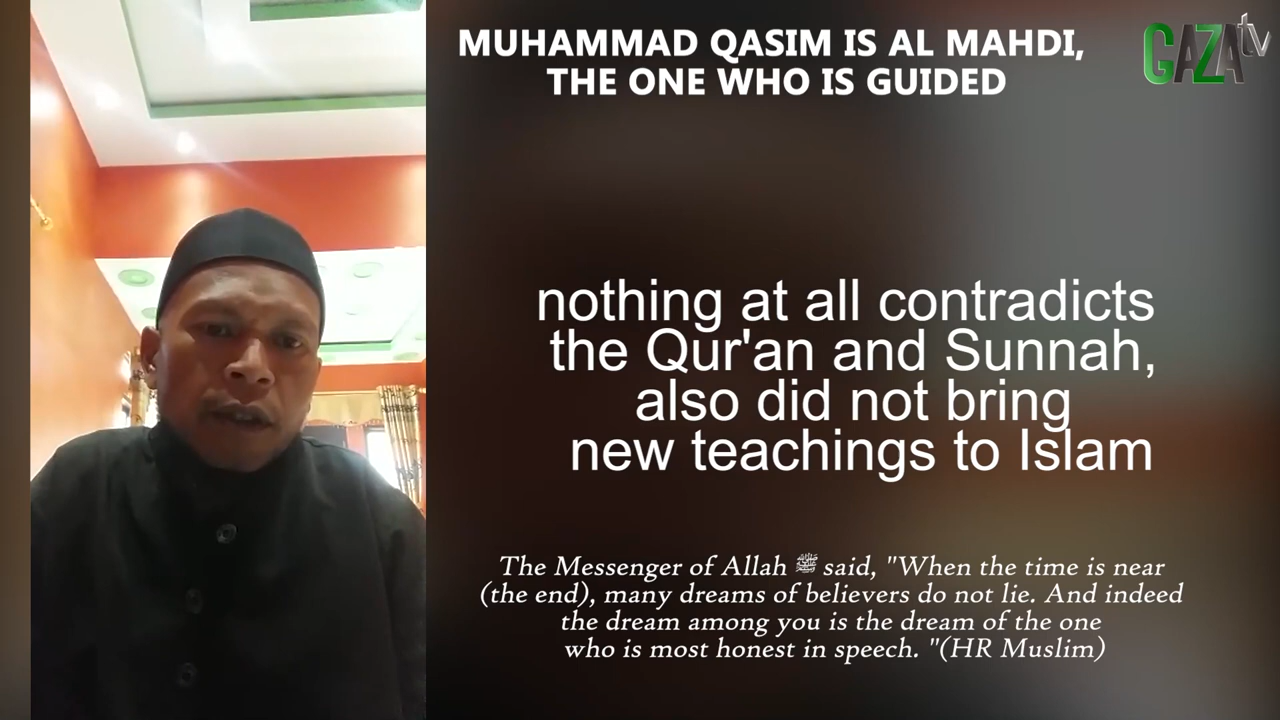 MUHAMMAD QASIM IS AL MAHDI,
THE ONE WHO IS GUIDED
GAZA tv
nothing at all contradicts
the Qur'an and Sunnah,
also did not bring
new teachings to Islam
The Messenger of Allah ﷺ said, "When the time is near
(the end), many dreams of believers do not lie. And indeed
the dream among you is the dream of the one
who is most honest in speech. "(HR Muslim)